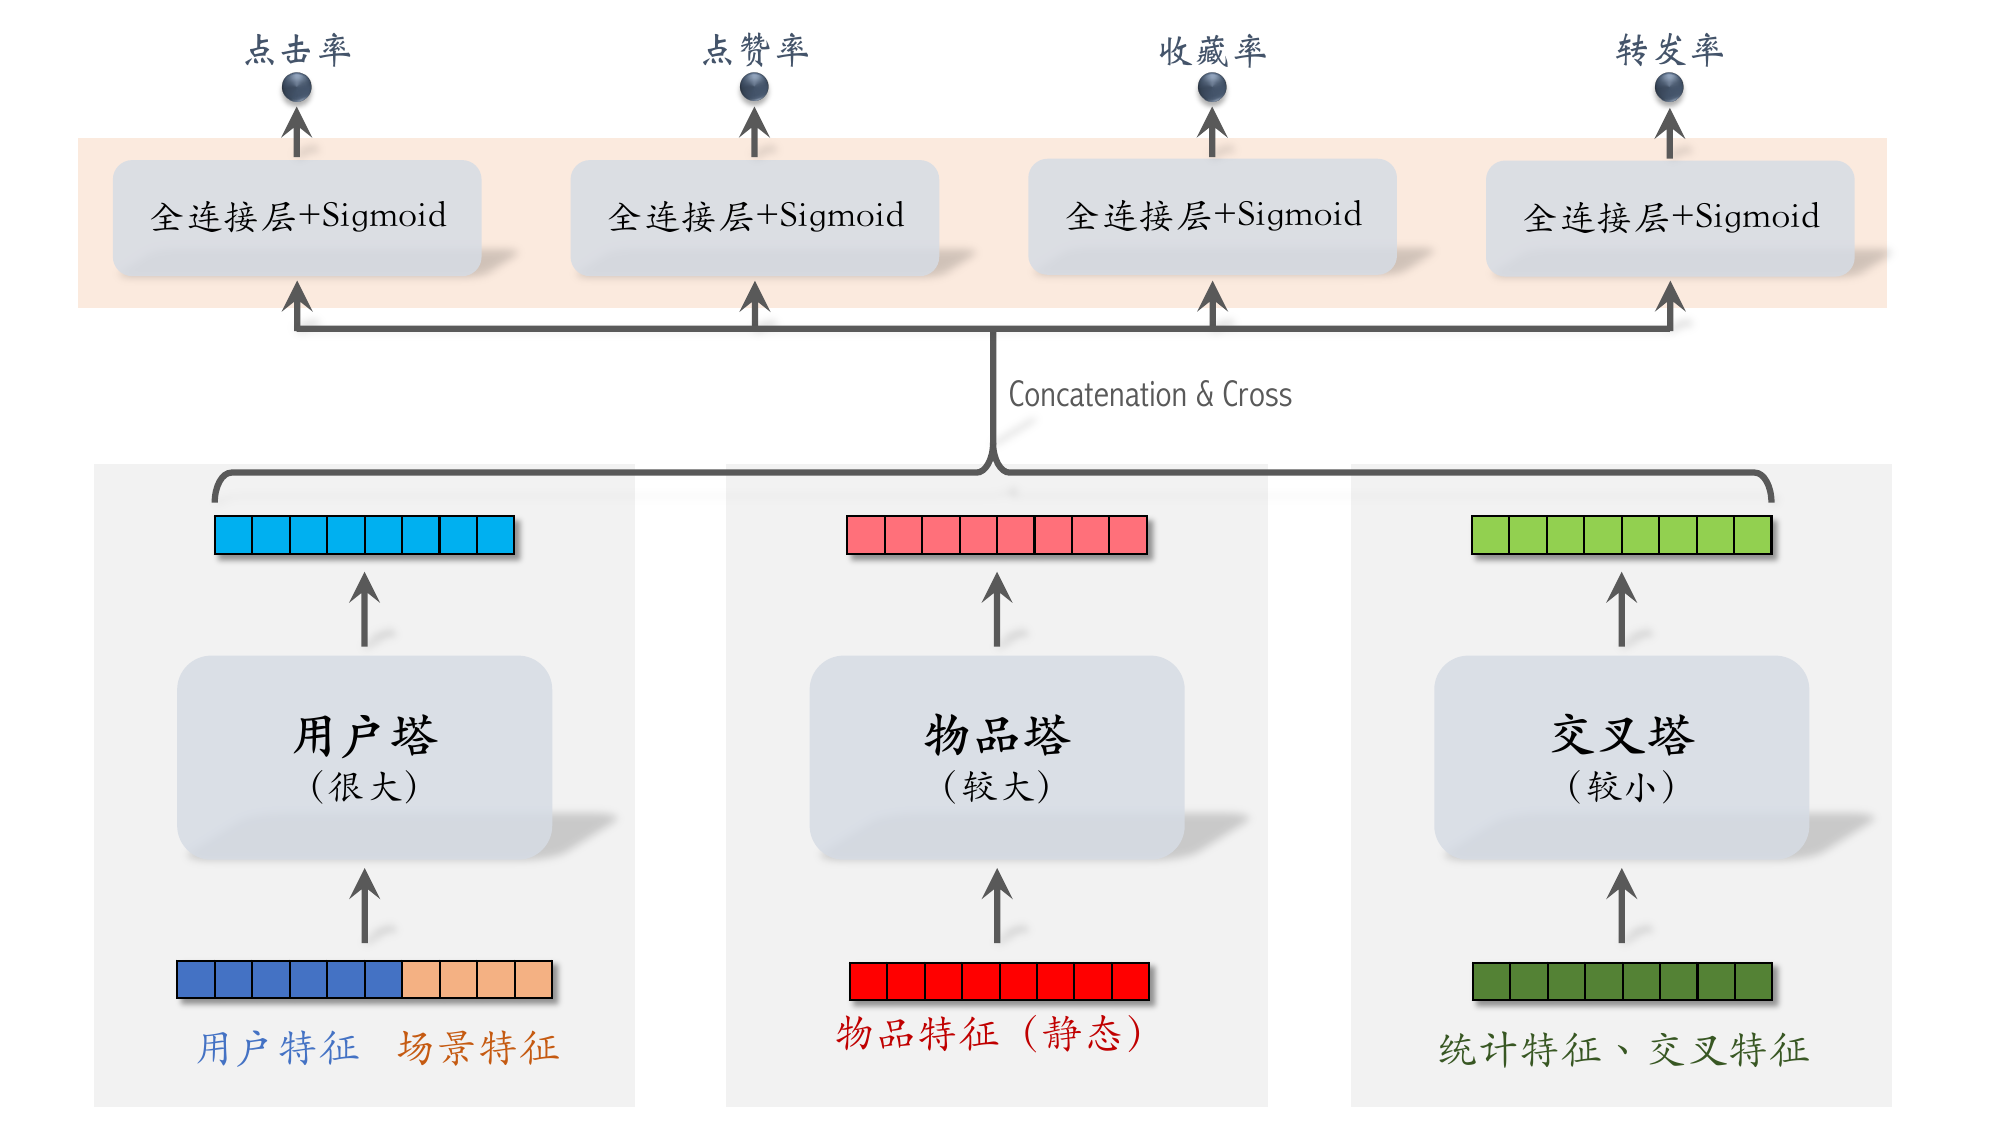 点击率
点赞率
收藏率
转发率
全连接层+Sigmoid
全连接层+Sigmoid
全连接层+Sigmoid
全连接层+Sigmoid
Concatenation & Cross
用户塔
（很大）
物品塔
（较大）
交叉塔
（较小）
用户特征
场景特征
物品特征（静态）
统计特征、交叉特征